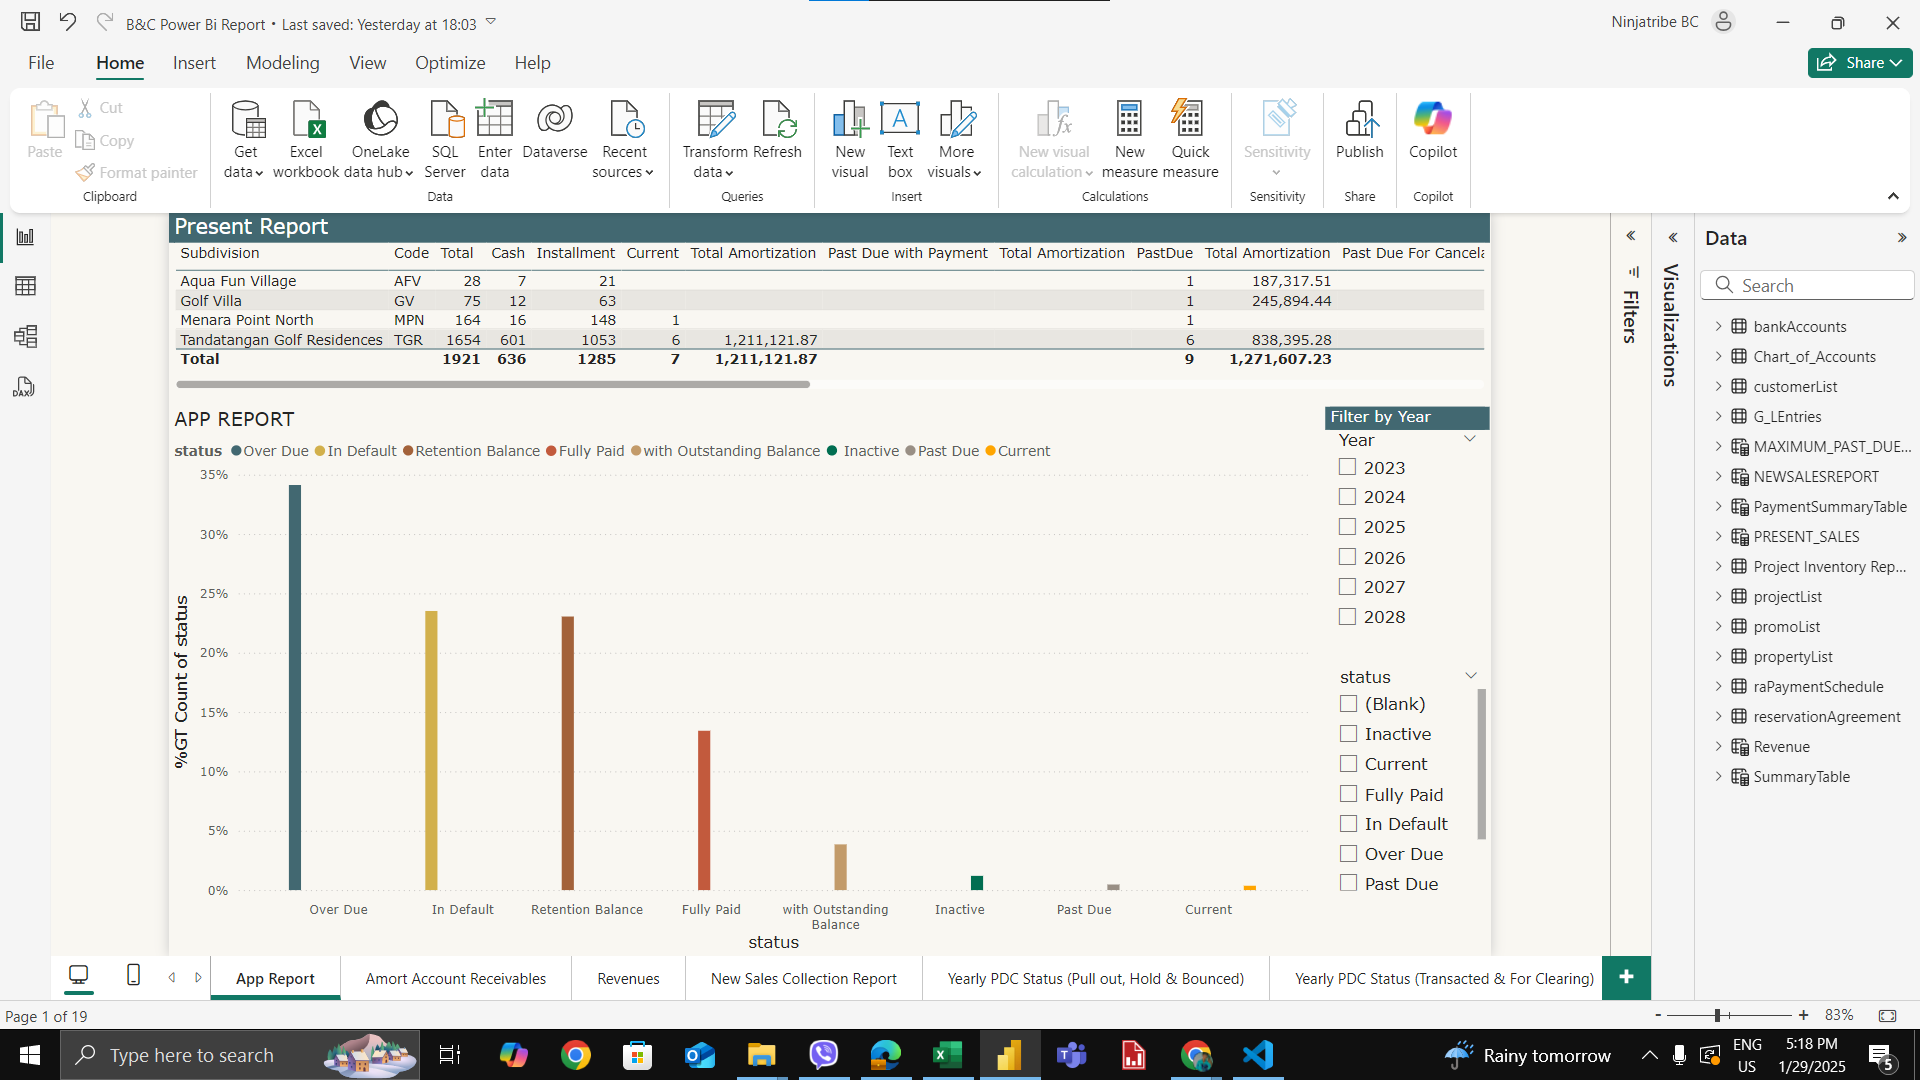 B&C Power Bi Report • Last saved: Yesterday at 18:03
Ninjatribe BC
File Home Insert Modeling View Optimize Help
Share
Paste
Cut
Copy
Format painter
Clipboard
Get data
Excel workbook
OneLake data hub
SQL Server
Enter data
Dataverse
Recent sources
Data
Transform data
Refresh
Queries
New visual
Text box
More visuals
Insert
New visual calculation
New measure
Quick measure
Calculations
Sensitivity
Sensitivity
Publish
Share
Copilot
Copilot
Present Report
Subdivision Code Total Cash Installment Current Total Amortization Past Due with Payment Total Amortization PastDue Total Amortization Past Due For Cancela
Aqua Fun Village AFV 28 7 21 1 187,317.51
Golf Villa GV 75 12 63 1 245,894.44
Menara Point North MPN 164 16 148 1 1
Tandatangan Golf Residences TGR 1654 601 1053 6 1,211,121.87 6 838,395.28
Total 1921 636 1285 7 1,211,121.87 9 1,271,607.23
APP REPORT
status Over Due In Default Retention Balance Fully Paid with Outstanding Balance Inactive Past Due Current
35%
30%
25%
20%
15%
10%
5%
0%
%GT Count of status
Over Due In Default Retention Balance Fully Paid with Outstanding Balance Inactive Past Due Current
status
Filter by Year
Year
2023
2024
2025
2026
2027
2028
status
(Blank)
Inactive
Current
Fully Paid
In Default
Over Due
Past Due
Filters
Visualizations
Data
Search
bankAccounts
Chart_of_Accounts
customerList
G_LEntries
MAXIMUM_PAST_DUE...
NEWSALESREPORT
PaymentSummaryTable
PRESENT_SALES
Project Inventory Rep...
projectList
promoList
propertyList
raPaymentSchedule
reservationAgreement
Revenue
SummaryTable
App Report Amort Account Receivables Revenues New Sales Collection Report Yearly PDC Status (Pull out, Hold & Bounced) Yearly PDC Status (Transacted & For Clearing)
+
Page 1 of 19
- + 83%
Type here to search
Rainy tomorrow
ENG
US
5:18 PM
1/29/2025
5
DAX